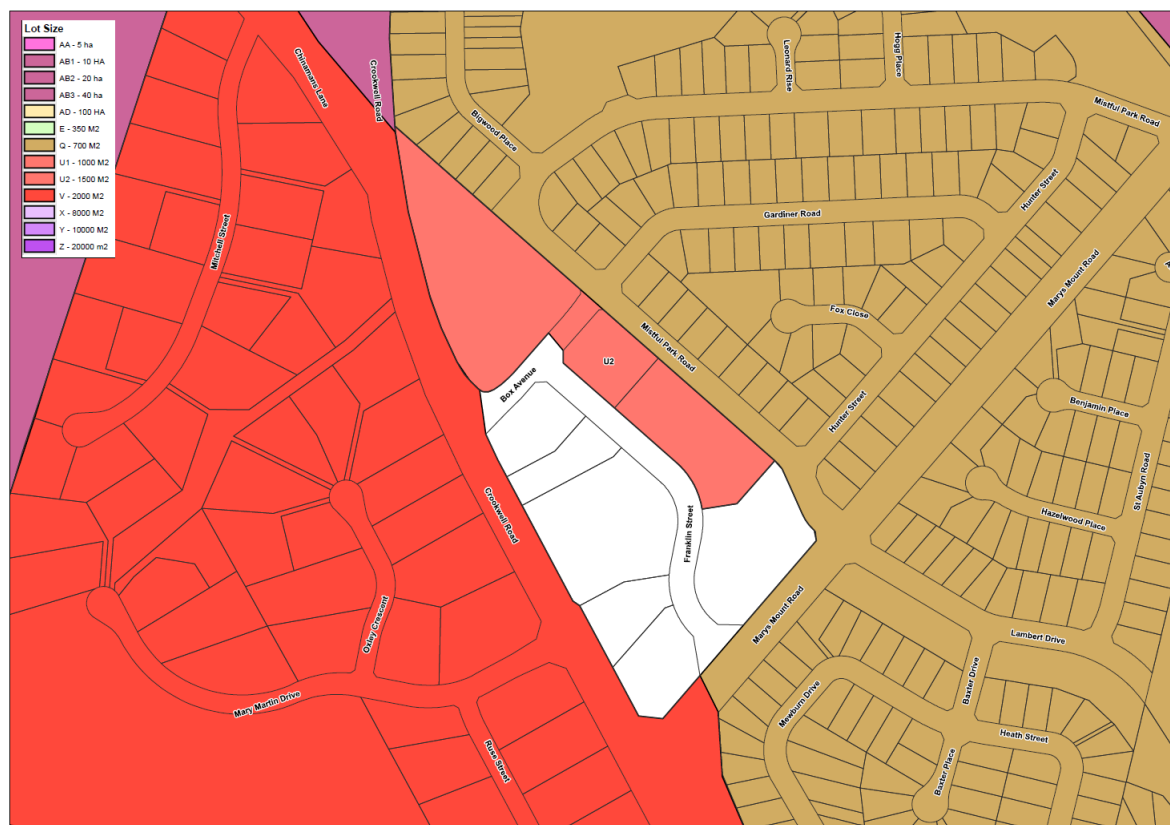 Lot Size
AA - 5 ha
AB1 - 10 HA
AB2 - 20 ha
AB3 - 40 ha
AD - 100 HA
E - 350 M2
Q - 700 M2
U1 - 1000 M2
U2 - 1500 M2
V - 2000 M2
X - 8000 M2
Y - 10000 M2
Z - 20000 m2
Chinamans Lane
Crookwell Road
Leonard Rise
Hogg Place
Mistful Park Road
Bigwood Place
Hunter Street
Gardiner Road
Mitchell Street
Marys Mount Road
Fox Close
Mistful Park Road
U2
Box Avenue
Hunter Street
Benjamin Place
St Aubyn Road
Crookwell Road
Hazelwood Place
Franklin Street
Marys Mount Road
Oxley Crescent
Lambert Drive
Baxter Drive
Mary Martin Drive
Mewburn Drive
Heath Street
Ruse Street
Baxter Place